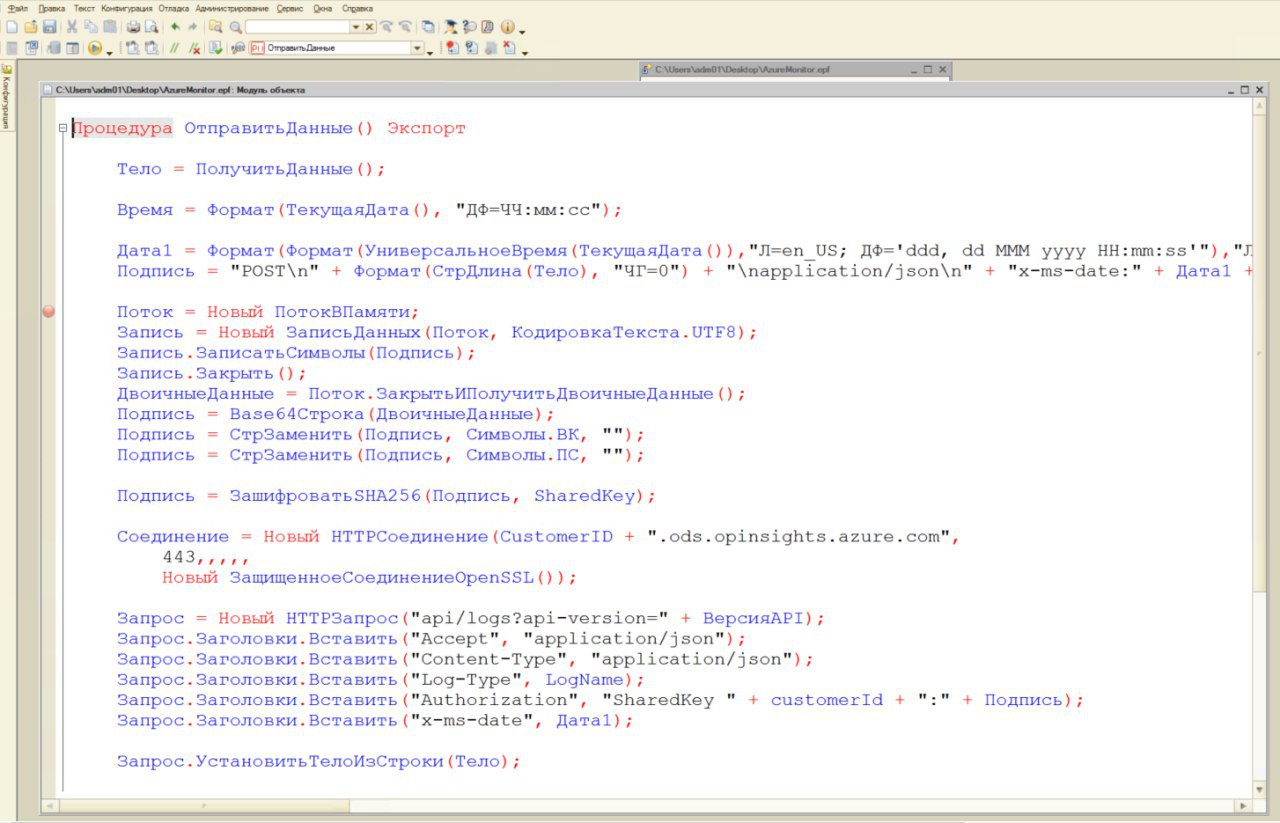 Файл Правка Текст Конфигурация Отладка Администрирование Сервис Окна Справка
ОтправитьДанные
C:\Users\adm01\Desktop\AzureMonitor.epf
Конфигурация
C:\Users\adm01\Desktop\AzureMonitor.epf: Модуль объекта
Процедура ОтправитьДанные() Экспорт
Тело = ПолучитьДанные();
Время = Формат(ТекущаяДата(), "ДФ=ЧЧ:мм:сс");
Дата1 = Формат(Формат(УниверсальноеВремя(ТекущаяДата()),"Л=en_US; ДФ='ddd, dd MMM yyyy HH:mm:ss'"),"Л
Подпись = "POST\n" + Формат(СтрДлина(Тело), "ЧГ=0") + "\napplication/json\n" + "x-ms-date:" + Дата1 +
Поток = Новый ПотокВПамяти;
Запись = Новый ЗаписьДанных(Поток, КодировкаТекста.UTF8);
Запись.ЗаписатьСимволы(Подпись);
Запись.Закрыть();
ДвоичныеДанные = Поток.ЗакрытьИПолучитьДвоичныеДанные();
Подпись = Base64Строка(ДвоичныеДанные);
Подпись = СтрЗаменить(Подпись, Символы.ВК, "");
Подпись = СтрЗаменить(Подпись, Символы.ПС, "");
Подпись = ЗашифроватьSHA256(Подпись, SharedKey);
Соединение = Новый HTTPСоединение(CustomerID + ".ods.opinsights.azure.com",
443,,,,,
Новый ЗащищенноеСоединениеOpenSSL());
Запрос = Новый HTTPЗапрос("api/logs?api-version=" + ВерсияAPI);
Запрос.Заголовки.Вставить("Accept", "application/json");
Запрос.Заголовки.Вставить("Content-Type", "application/json");
Запрос.Заголовки.Вставить("Log-Type", LogName);
Запрос.Заголовки.Вставить("Authorization", "SharedKey " + customerId + ":" + Подпись);
Запрос.Заголовки.Вставить("x-ms-date", Дата1);
Запрос.УстановитьТелоИзСтроки(Тело);